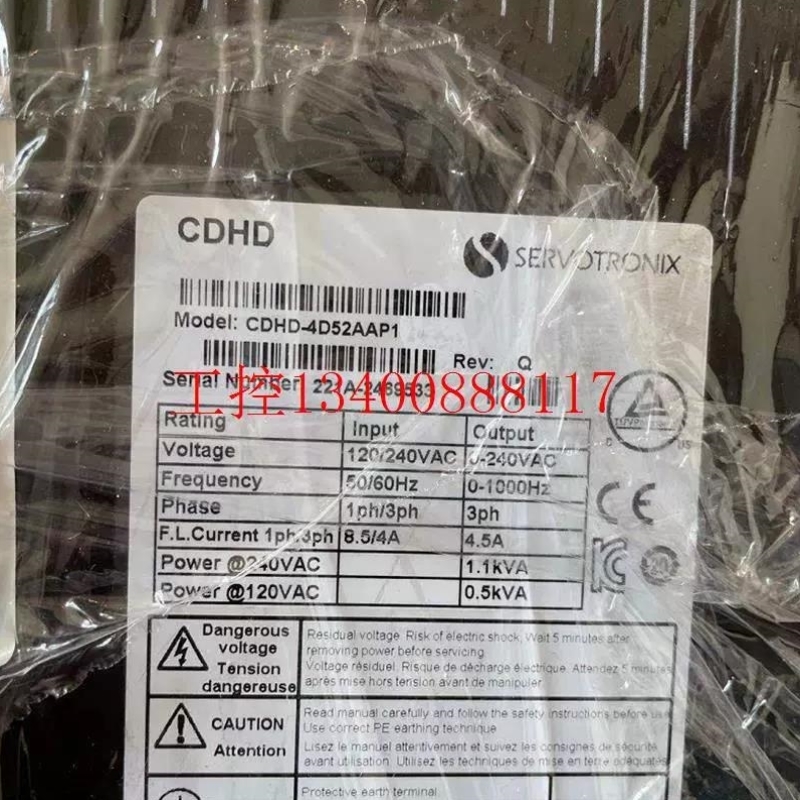 CDHD
SERVOTRONIX
Model: CDHD-4D52AAP1
Rev: Q
Serial Number
工控13400888117
Rating Input Output
Voltage 120/240VAC 0-240VAC
Frequency 50/60Hz 0-1000Hz
Phase 1ph/3ph 3ph
F.L.Current 1ph/3ph 8.5/4A 4.5A
Power @240VAC 1.1kVA
Power @120VAC 0.5kVA
Dangerous voltage
Tension dangereuse
Residual voltage. Risk of electric shock. Wait 5 minutes after
removing power before servicing.
Voltage résiduel. Risque de décharge électrique. Attendez 5 minutes
après mise hors tension avant de manipuler.
CAUTION
Attention
Read manual carefully and follow the safety instructions before use
Use correct PE earthing technique
Lisez le manuel attentivement et suivez les consignes de sécurité
avant utilisation. Utilisez les techniques de mise en terre adéquates
Protective earth terminal
CE